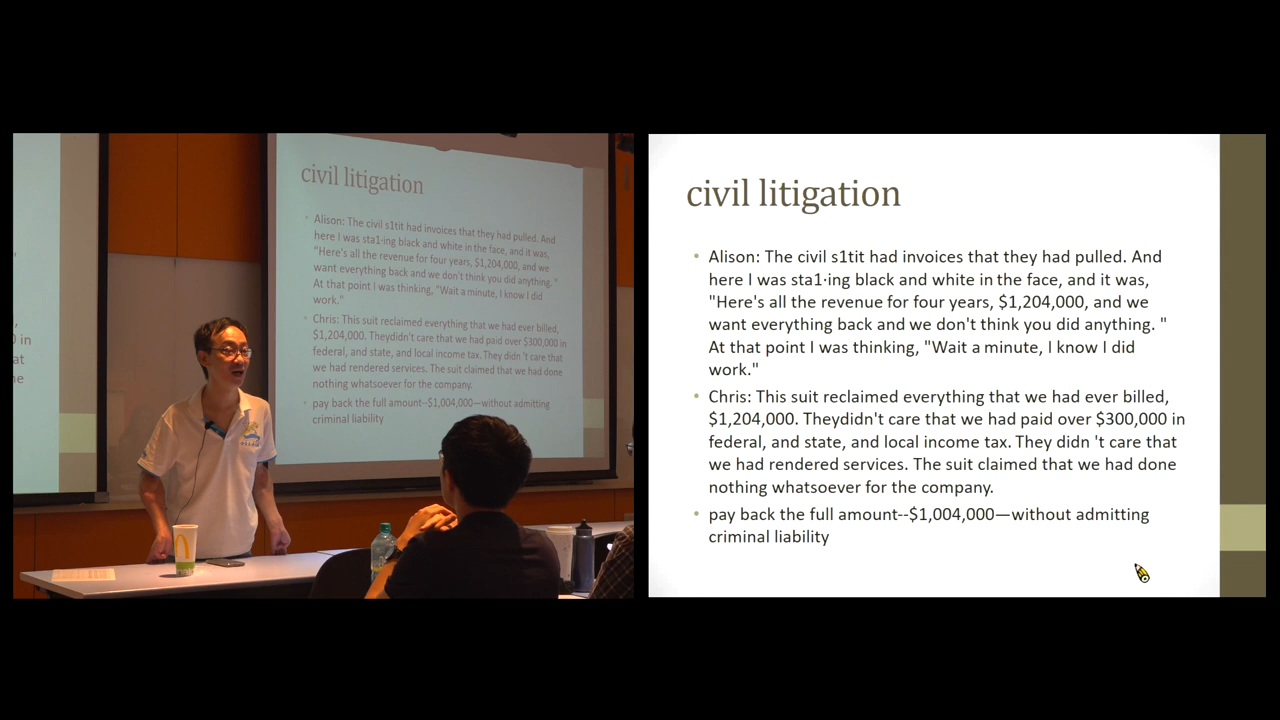 civil litigation
Alison: The civil s1tit had invoices that they had pulled. And
here I was sta1·ing black and white in the face, and it was,
"Here's all the revenue for four years, $1,204,000, and we
want everything back and we don't think you did anything. "
At that point I was thinking, "Wait a minute, I know I did
work."
Chris: This suit reclaimed everything that we had ever billed,
$1,204,000. Theydidn't care that we had paid over $300,000 in
federal, and state, and local income tax. They didn 't care that
we had rendered services. The suit claimed that we had done
nothing whatsoever for the company.
pay back the full amount--$1,004,000—without admitting
criminal liability
civil litigation
Alison: The civil s1tit had invoices that they had pulled. And
here I was sta1·ing black and white in the face, and it was,
"Here's all the revenue for four years, $1,204,000, and we
want everything back and we don't think you did anything. "
At that point I was thinking, "Wait a minute, I know I did
work."
Chris: This suit reclaimed everything that we had ever billed,
$1,204,000. Theydidn't care that we had paid over $300,000 in
federal, and state, and local income tax. They didn 't care that
we had rendered services. The suit claimed that we had done
nothing whatsoever for the company.
pay back the full amount--$1,004,000—without admitting
criminal liability